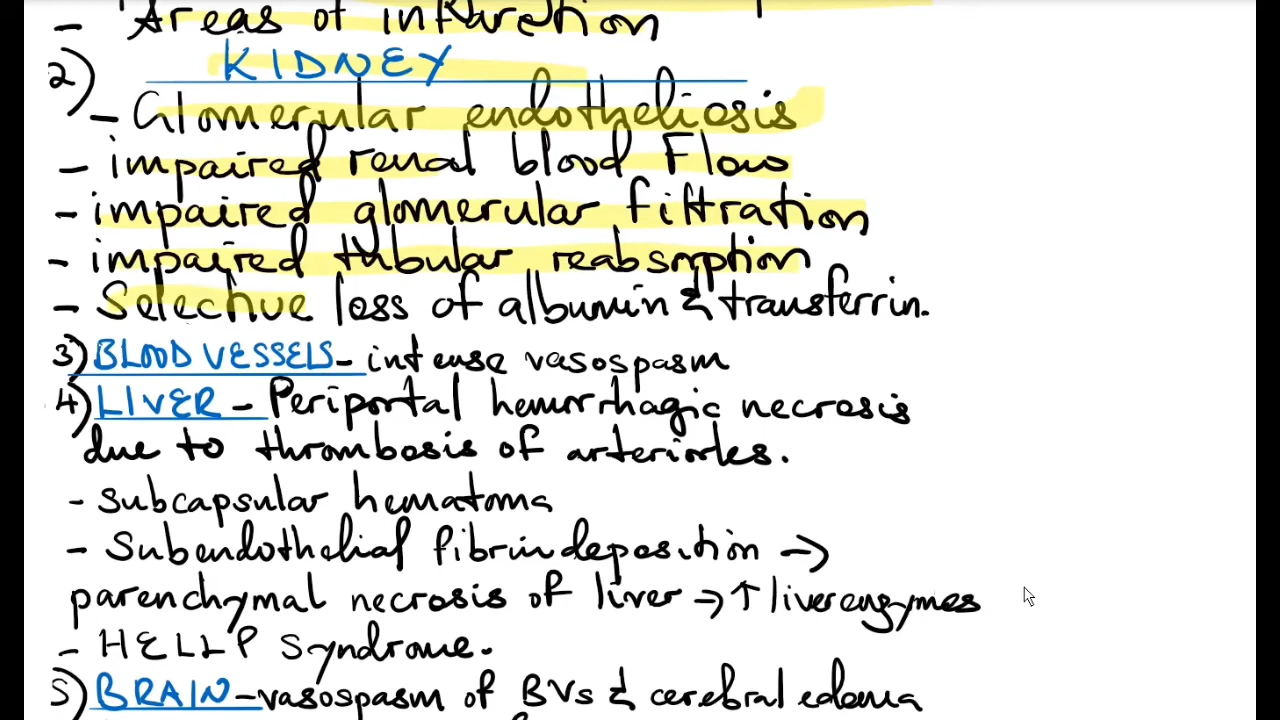 - Areas of infarction
2) KIDNEY
- Glomerular endotheliosis
- impaired renal blood Flow
- impaired glomerular filtration
- impaired tubular reabsorption
- Selective loss of albumin & transferrin.
3) BLOOD VESSELS - intense vasospasm
4) LIVER - Periportal hemorrhagic necrosis
due to thrombosis of arterioles.
- Subcapsular hematoma
- Subendothelial fibrin deposition →
parenchymal necrosis of liver → ↑ liver enzymes
- HELLP Syndrome.
5) BRAIN - vasospasm of BVs & cerebral edema